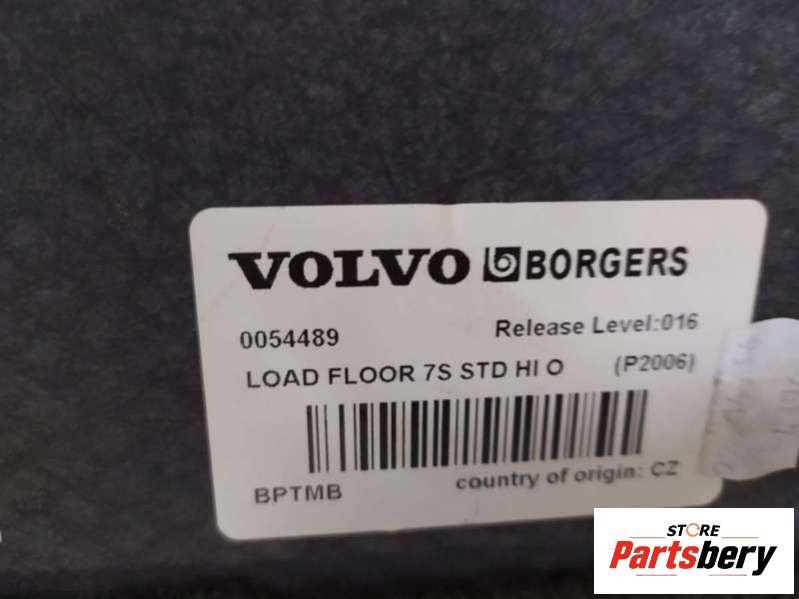 VOLVO BORGERS
0054489 Release Level:016
LOAD FLOOR 7S STD HI O (P2006)
BPTMB country of origin: CZ
STORE
Partsbery